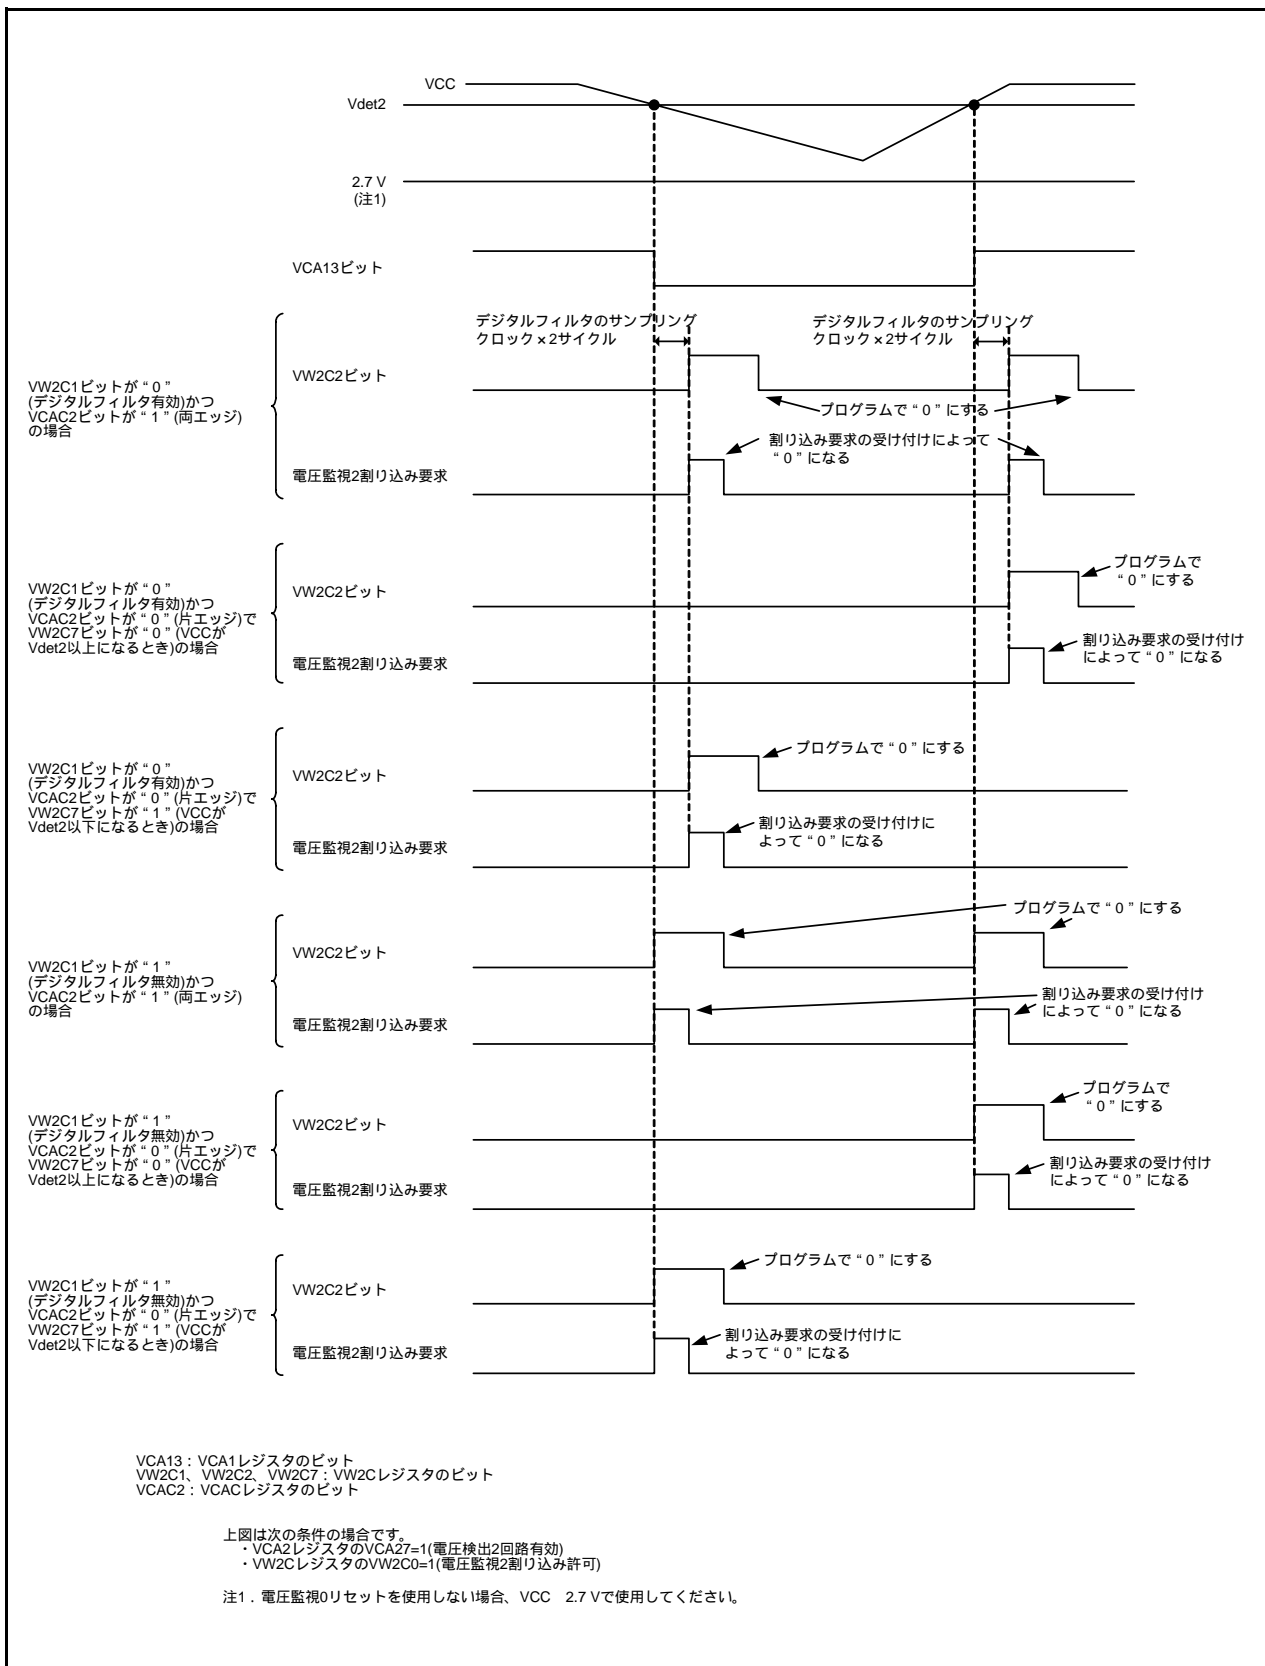 VCC
Vdet2
2.7 V
(注1)
VCA13ビット
デジタルフィルタのサンプリング
クロック×2サイクル
デジタルフィルタのサンプリング
クロック×2サイクル
VW2C1ビットが“0”
(デジタルフィルタ有効)かつ
VCAC2ビットが“1”(両エッジ)
の場合
VW2C2ビット
プログラムで“0”にする
割り込み要求の受け付けによって
“0”になる
電圧監視2割り込み要求
VW2C1ビットが“0”
(デジタルフィルタ有効)かつ
VCAC2ビットが“0”(片エッジ)で
VW2C7ビットが“0”(VCCが
Vdet2以上になるとき)の場合
VW2C2ビット
プログラムで
“0”にする
電圧監視2割り込み要求
割り込み要求の受け付け
によって“0”になる
VW2C1ビットが“0”
(デジタルフィルタ有効)かつ
VCAC2ビットが“0”(片エッジ)で
VW2C7ビットが“1”(VCCが
Vdet2以下になるとき)の場合
VW2C2ビット
プログラムで“0”にする
電圧監視2割り込み要求
割り込み要求の受け付けに
よって“0”になる
VW2C1ビットが“1”
(デジタルフィルタ無効)かつ
VCAC2ビットが“1”(両エッジ)
の場合
VW2C2ビット
プログラムで“0”にする
電圧監視2割り込み要求
割り込み要求の受け付け
によって“0”になる
VW2C1ビットが“1”
(デジタルフィルタ無効)かつ
VCAC2ビットが“0”(片エッジ)で
VW2C7ビットが“0”(VCCが
Vdet2以上になるとき)の場合
VW2C2ビット
プログラムで
“0”にする
電圧監視2割り込み要求
割り込み要求の受け付け
によって“0”になる
VW2C1ビットが“1”
(デジタルフィルタ無効)かつ
VCAC2ビットが“0”(片エッジ)で
VW2C7ビットが“1”(VCCが
Vdet2以下になるとき)の場合
VW2C2ビット
プログラムで“0”にする
電圧監視2割り込み要求
割り込み要求の受け付けに
よって“0”になる
VCA13:VCA1レジスタのビット
VW2C1、VW2C2、VW2C7:VW2Cレジスタのビット
VCAC2:VCACレジスタのビット
上図は次の条件の場合です。
・VCA2レジスタのVCA27=1(電圧検出2回路有効)
・VW2CレジスタのVW2C0=1(電圧監視2割り込み許可)
注1.電圧監視0リセットを使用しない場合、VCC 2.7 Vで使用してください。